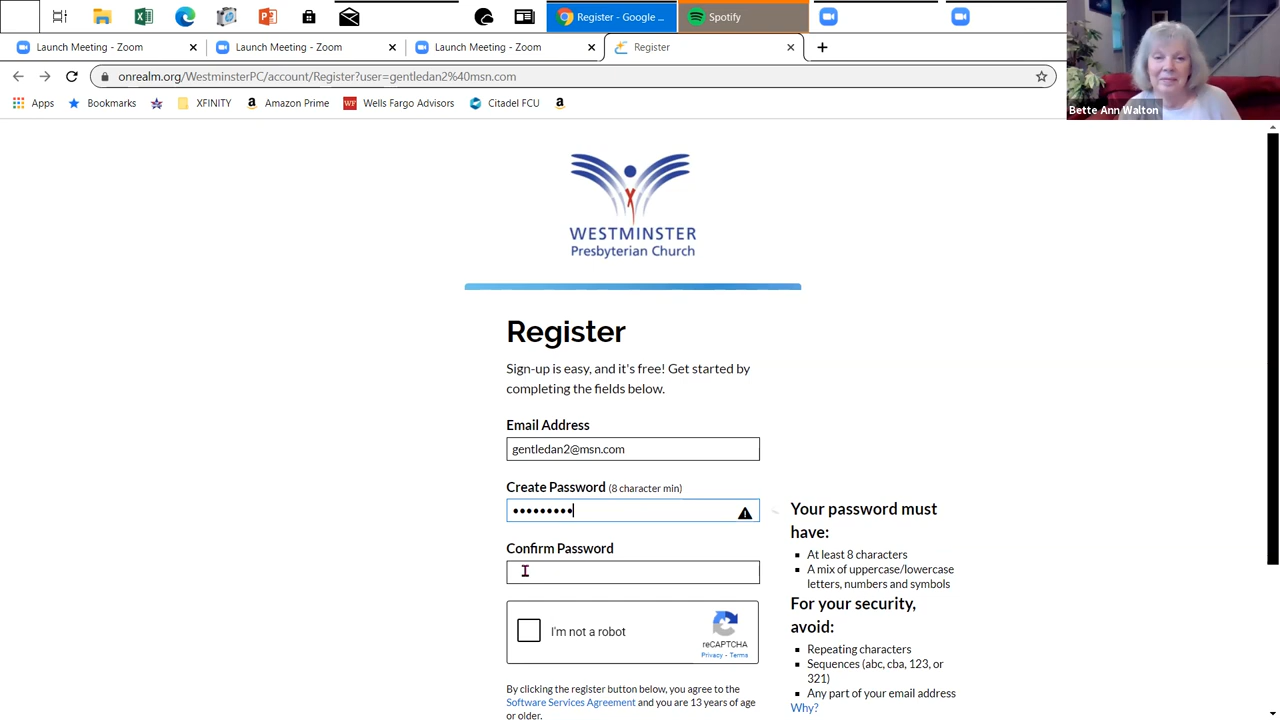 Register - Google ...
Spotify
Launch Meeting - Zoom
Launch Meeting - Zoom
Launch Meeting - Zoom
Register
onrealm.org/WestminsterPC/account/Register?user=gentledan2%40msn.com
Apps
Bookmarks
XFINITY
Amazon Prime
WF
Wells Fargo Advisors
Citadel FCU
Bette Ann Walton
WESTMINSTER
Presbyterian Church
Register
Sign-up is easy, and it's free! Get started by
completing the fields below.
Email Address
gentledan2@msn.com
Create Password (8 character min)
•••••••••
Confirm Password
I'm not a robot
reCAPTCHA
Privacy - Terms
By clicking the register button below, you agree to the
Software Services Agreement and you are 13 years of age
or older.
Your password must
have:
At least 8 characters
A mix of uppercase/lowercase
letters, numbers and symbols
For your security,
avoid:
Repeating characters
Sequences (abc, cba, 123, or
321)
Any part of your email address
Why?